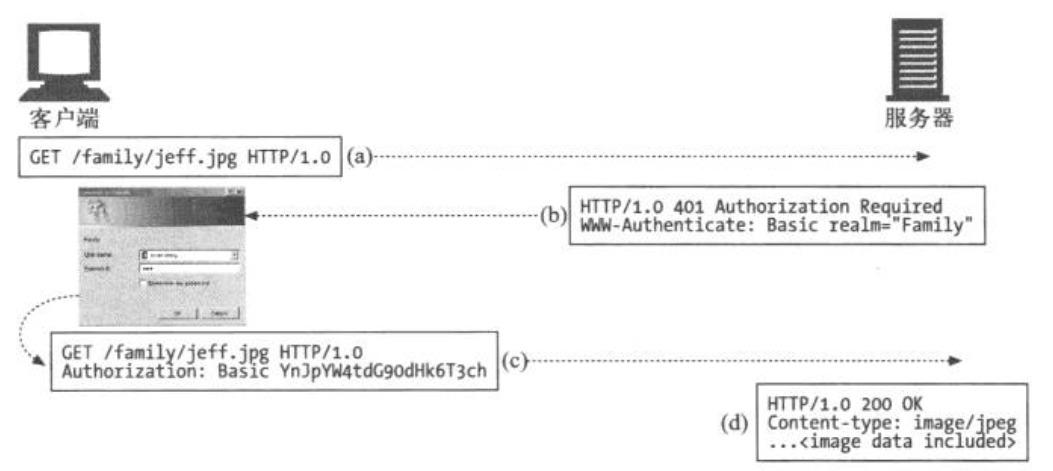 客户端
服务器
GET /family/jeff.jpg HTTP/1.0
(a)
(b)
HTTP/1.0 401 Authorization Required
WWW-Authenticate: Basic realm="Family"
GET /family/jeff.jpg HTTP/1.0
Authorization: Basic YnJpYW4tdG90dHk6T3ch
(c)
(d)
HTTP/1.0 200 OK
Content-type: image/jpeg
...<image data included>